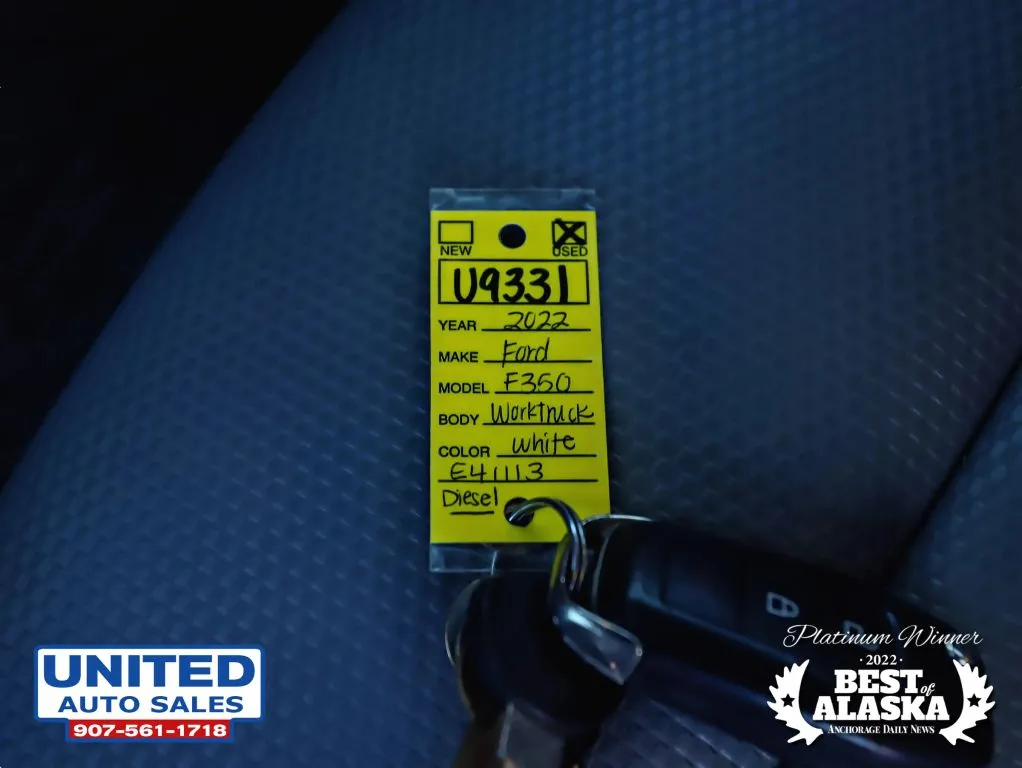 NEW USED
U9331
YEAR 2022
MAKE Ford
MODEL F350
BODY Worktruck
COLOR white
E41113
Diesel
UNITED
AUTO SALES
907-561-1718
Platinum Winner
·2022·
BEST of
ALASKA
ANCHORAGE DAILY NEWS